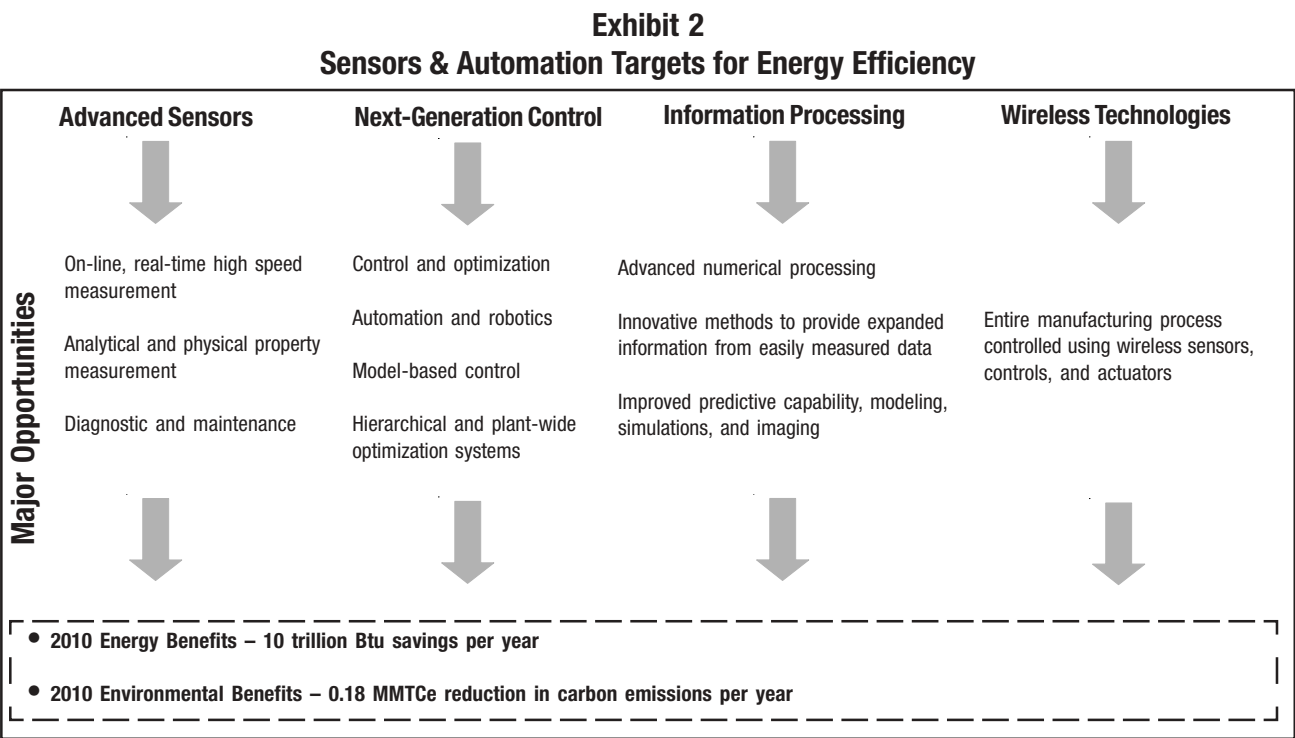 Exhibit 2
Sensors & Automation Targets for Energy Efficiency
Advanced Sensors
Next-Generation Control
Information Processing
Wireless Technologies
Major Opportunities
On-line, real-time high speed
measurement
Analytical and physical property
measurement
Diagnostic and maintenance
Control and optimization
Automation and robotics
Model-based control
Hierarchical and plant-wide
optimization systems
Advanced numerical processing
Innovative methods to provide expanded
information from easily measured data
Improved predictive capability, modeling,
simulations, and imaging
Entire manufacturing process
controlled using wireless sensors,
controls, and actuators
• 2010 Energy Benefits – 10 trillion Btu savings per year
• 2010 Environmental Benefits – 0.18 MMTCe reduction in carbon emissions per year